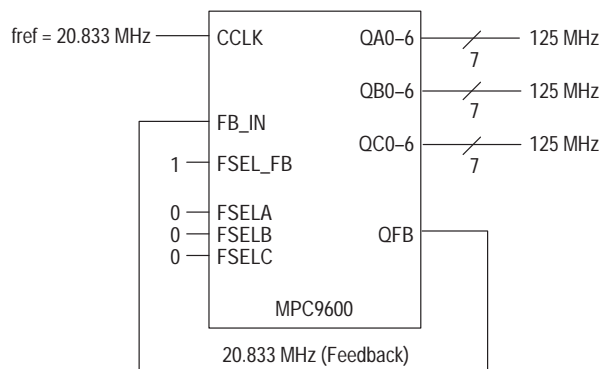 fref = 20.833 MHz
CCLK
QA0–6
125 MHz
7
QB0–6
125 MHz
7
FB_IN
QC0–6
125 MHz
7
1
FSEL_FB
0
FSELA
0
FSELB
QFB
0
FSELC
MPC9600
20.833 MHz (Feedback)